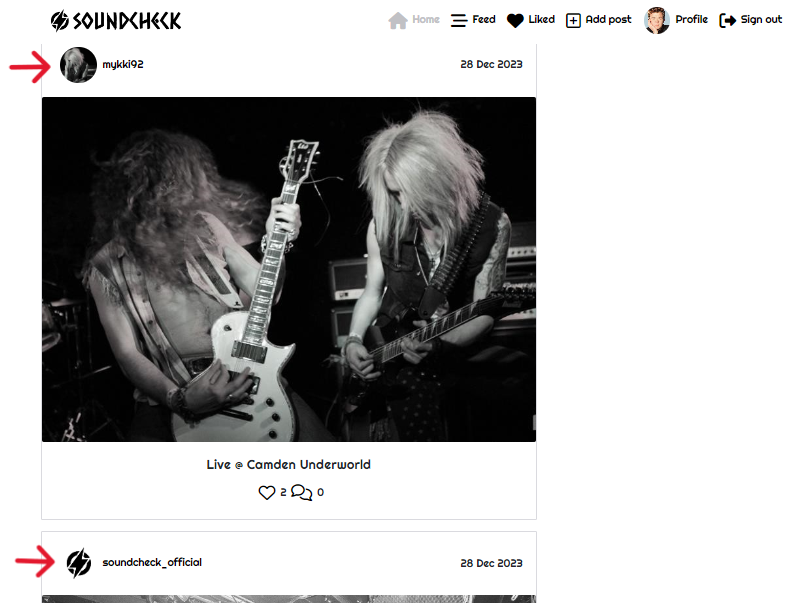 SOUNDCHECK Home Feed Liked Add post Profile Sign out
mykki92 28 Dec 2023
Live @ Camden Underworld
2 0
soundcheck_official 28 Dec 2023